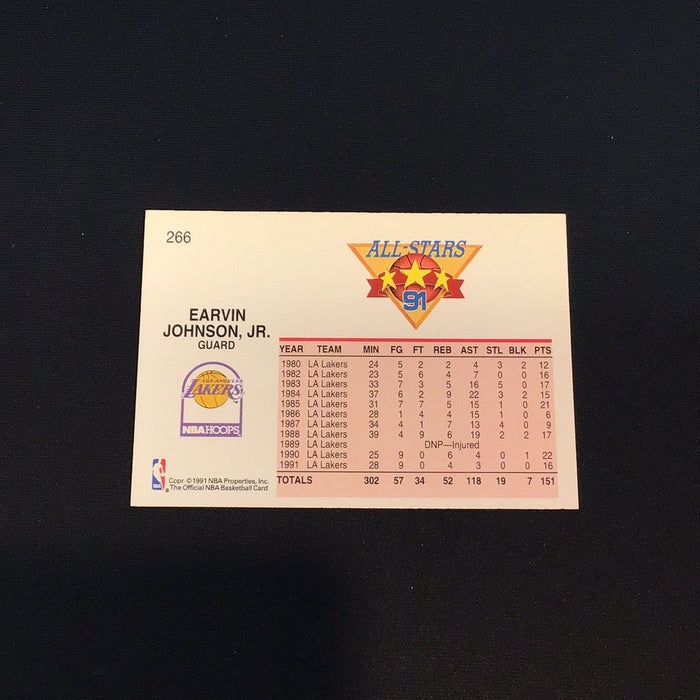 266
ALL-STARS
91
EARVIN
JOHNSON, JR.
GUARD
LOS ANGELES
LAKERS
NBA HOOPS
YEAR TEAM MIN FG FT REB AST STL BLK PTS
1980 LA Lakers 24 5 2 2 4 3 2 12
1982 LA Lakers 23 5 6 4 7 0 0 16
1983 LA Lakers 33 7 3 5 16 5 0 17
1984 LA Lakers 37 6 2 9 22 3 2 15
1985 LA Lakers 31 7 7 5 15 1 0 21
1986 LA Lakers 28 1 4 4 15 1 0 6
1987 LA Lakers 34 4 1 7 13 4 0 9
1988 LA Lakers 39 4 9 6 19 2 2 17
1989 LA Lakers DNP—Injured
1990 LA Lakers 25 9 0 6 4 0 1 22
1991 LA Lakers 28 9 0 4 3 0 0 16
TOTALS 302 57 34 52 118 19 7 151
NBA
Copr. ©1991 NBA Properties, Inc.
The Official NBA Basketball Card